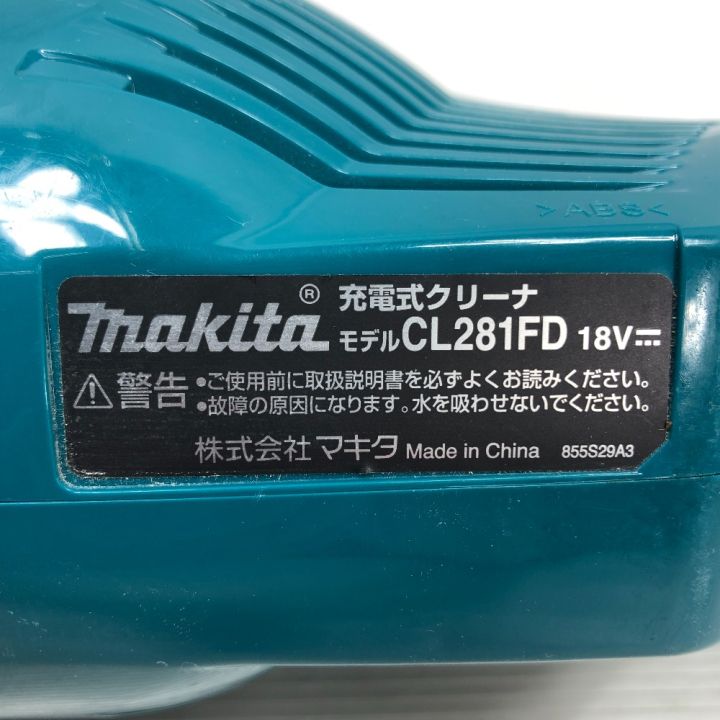 >ABS<
makita®
充電式クリーナ
モデルCL281FD 18V⎓
⚠警告 •ご使用前に取扱説明書を必ずよくお読みください。
•故障の原因になります。水を吸わせないでください。
株式会社マキタ Made in China 855S29A3